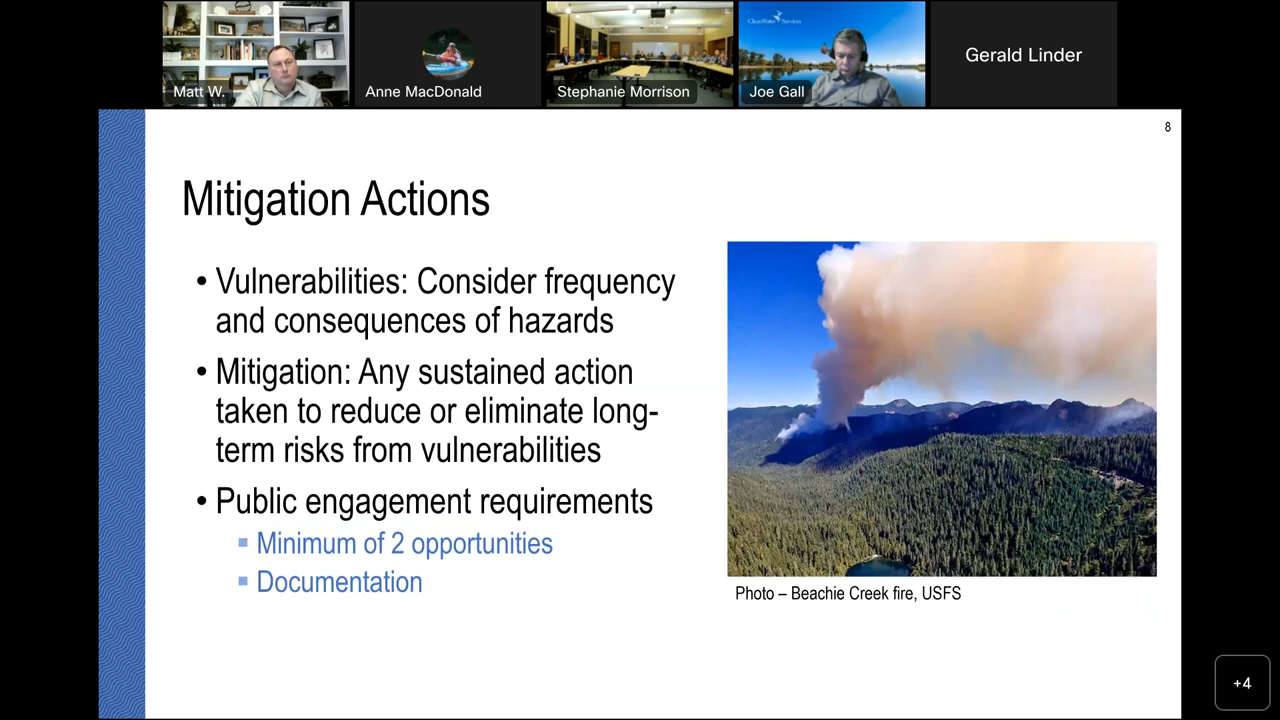 CleanWater Services
Matt W.
Anne MacDonald
Stephanie Morrison
Joe Gall
Gerald Linder
8
Mitigation Actions
• Vulnerabilities: Consider frequency
and consequences of hazards
• Mitigation: Any sustained action
taken to reduce or eliminate long-
term risks from vulnerabilities
• Public engagement requirements
▪ Minimum of 2 opportunities
▪ Documentation
Photo – Beachie Creek fire, USFS
+4